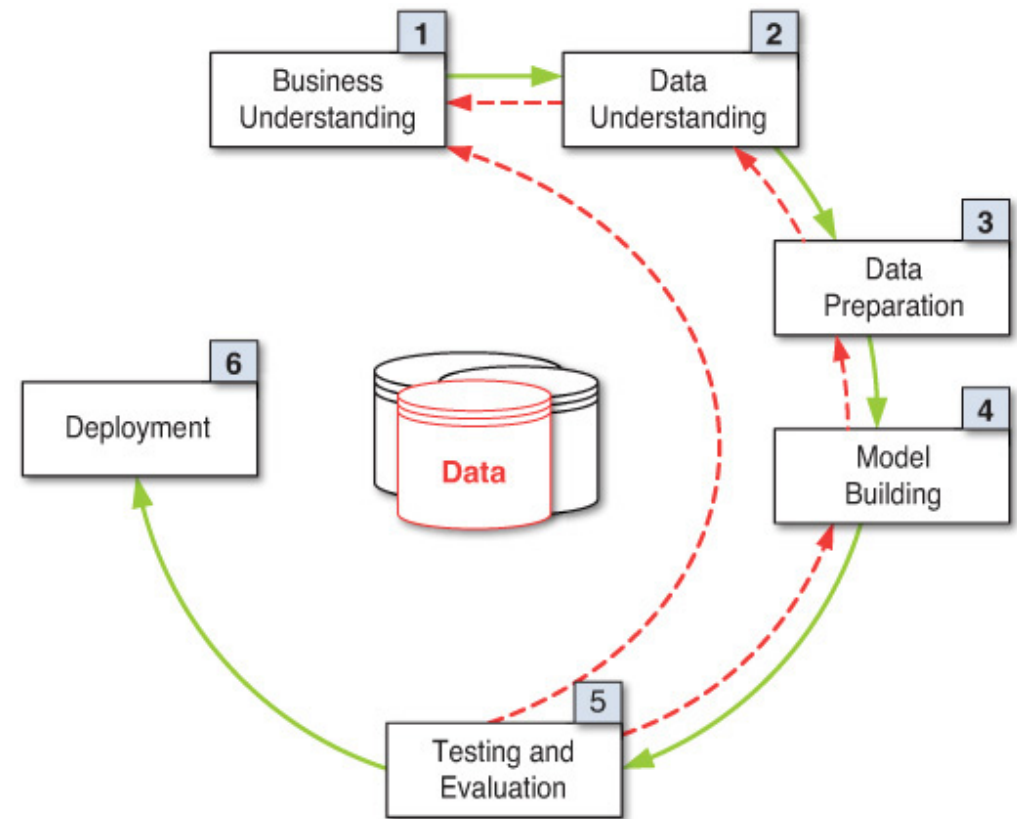 1
Business
Understanding
2
Data
Understanding
3
Data
Preparation
4
Model
Building
5
Testing and
Evaluation
6
Deployment
Data